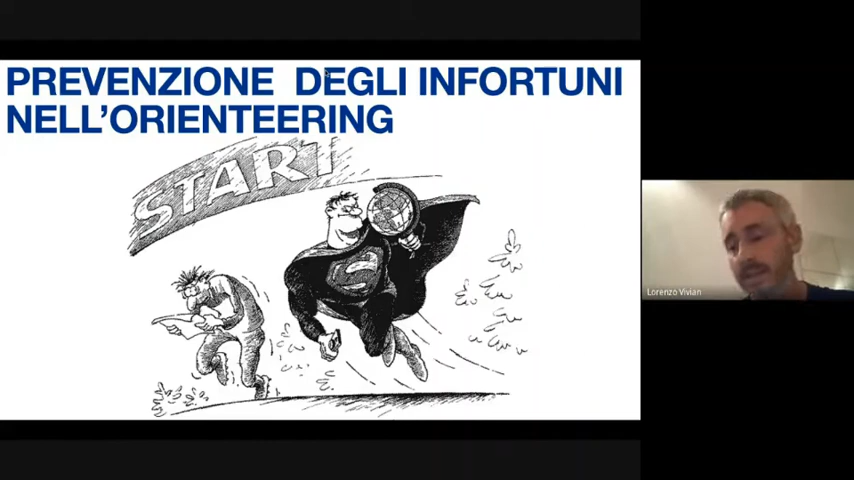 PREVENZIONE DEGLI INFORTUNI
NELL'ORIENTEERING
START
S
Lorenzo Vivian